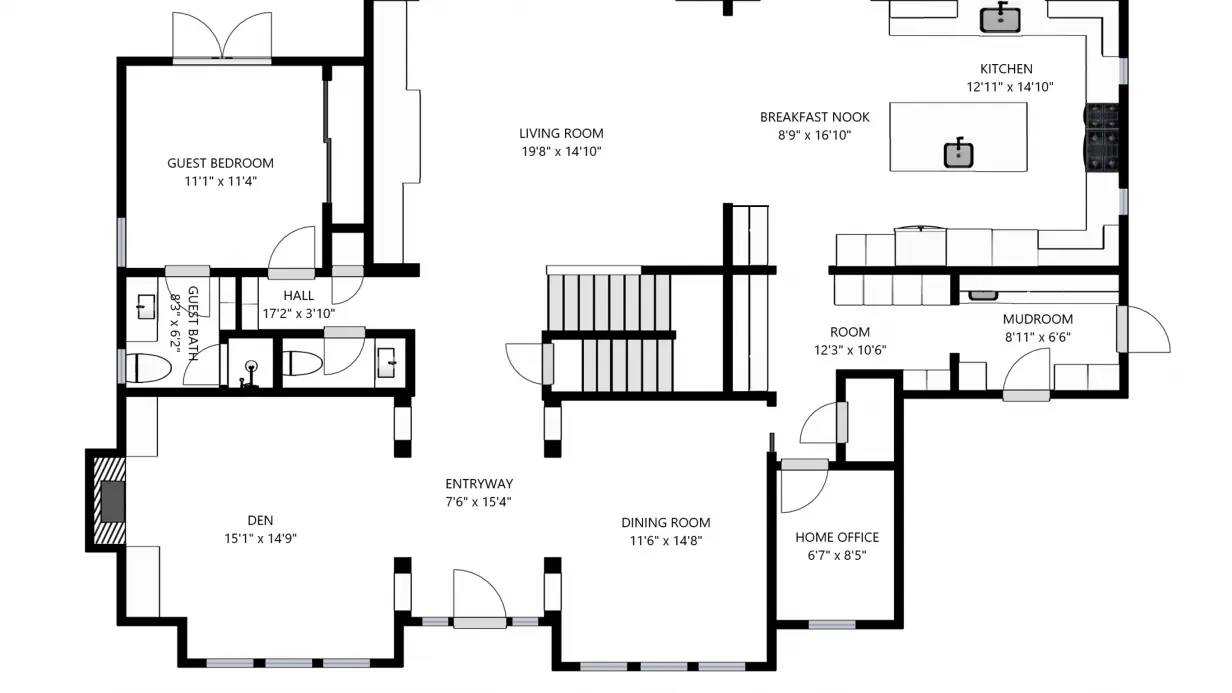 KITCHEN
12'11" x 14'10"
BREAKFAST NOOK
8'9" x 16'10"
LIVING ROOM
19'8" x 14'10"
GUEST BEDROOM
11'1" x 11'4"
HALL
17'2" x 3'10"
GUEST BATH
8'3" x 6'2"
ROOM
12'3" x 10'6"
MUDROOM
8'11" x 6'6"
ENTRYWAY
7'6" x 15'4"
DEN
15'1" x 14'9"
DINING ROOM
11'6" x 14'8"
HOME OFFICE
6'7" x 8'5"